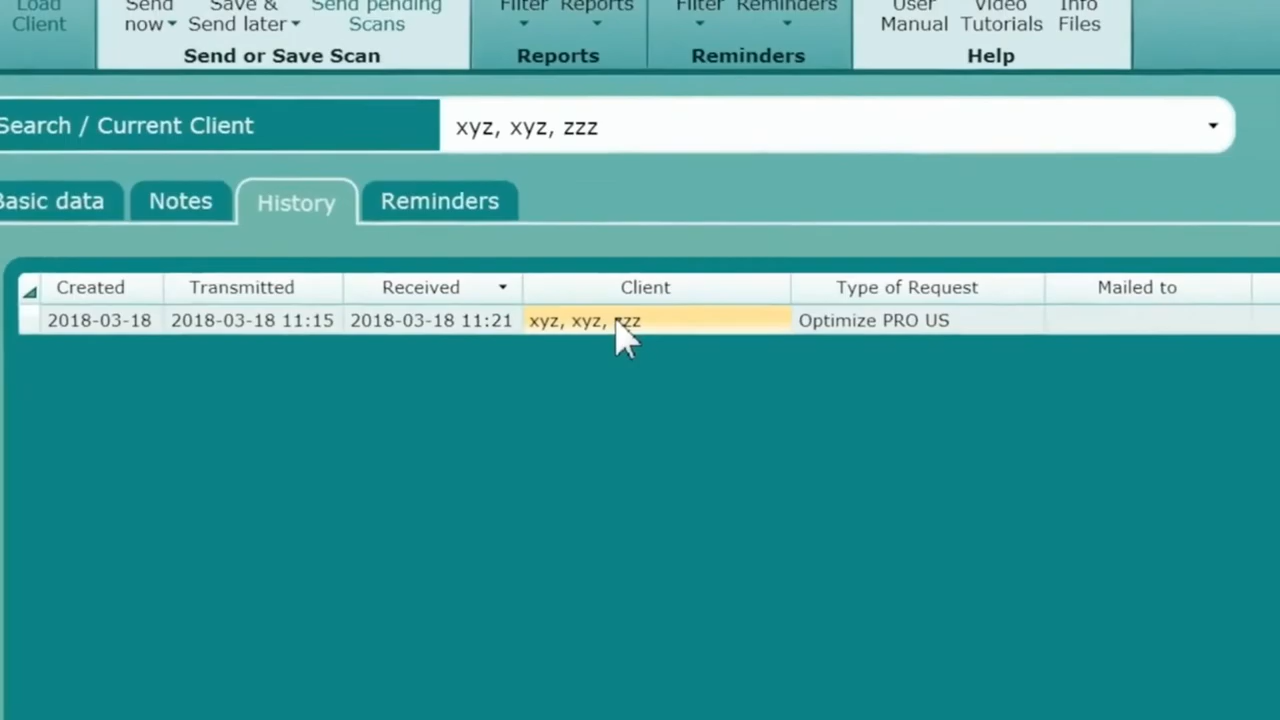 Load Send Save & Send pending Filter Reports Filter Reminders User Video Info
Client now Send later Scans Manual Tutorials Files
Send or Save Scan Reports Reminders Help
Search / Current Client xyz, xyz, zzz
Basic data Notes History Reminders
Created Transmitted Received Client Type of Request Mailed to
2018-03-18 2018-03-18 11:15 2018-03-18 11:21 xyz, xyz, zzz Optimize PRO US